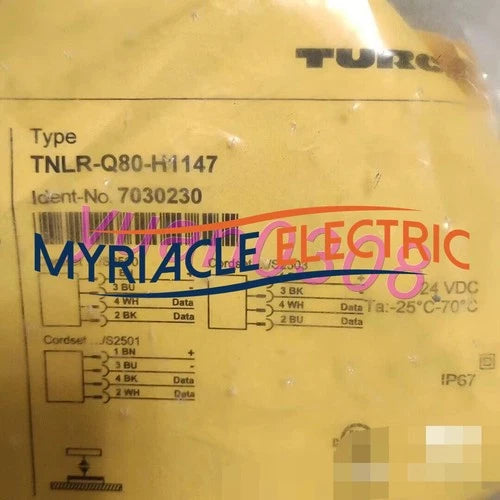 TURC
Type
TNLR-Q80-H1147
Ident-No. 7030230
MYRIACLE ELECTRIC
/S2503
3 BU -
4 WH Data
2 BK Data
+
3 BK
4 WH Data
2 BU Data
24 VDC
Ta:-25°C-70°C
Cordset ../S2501
1 BN +
3 BU -
4 BK Data
2 WH Data
IP67